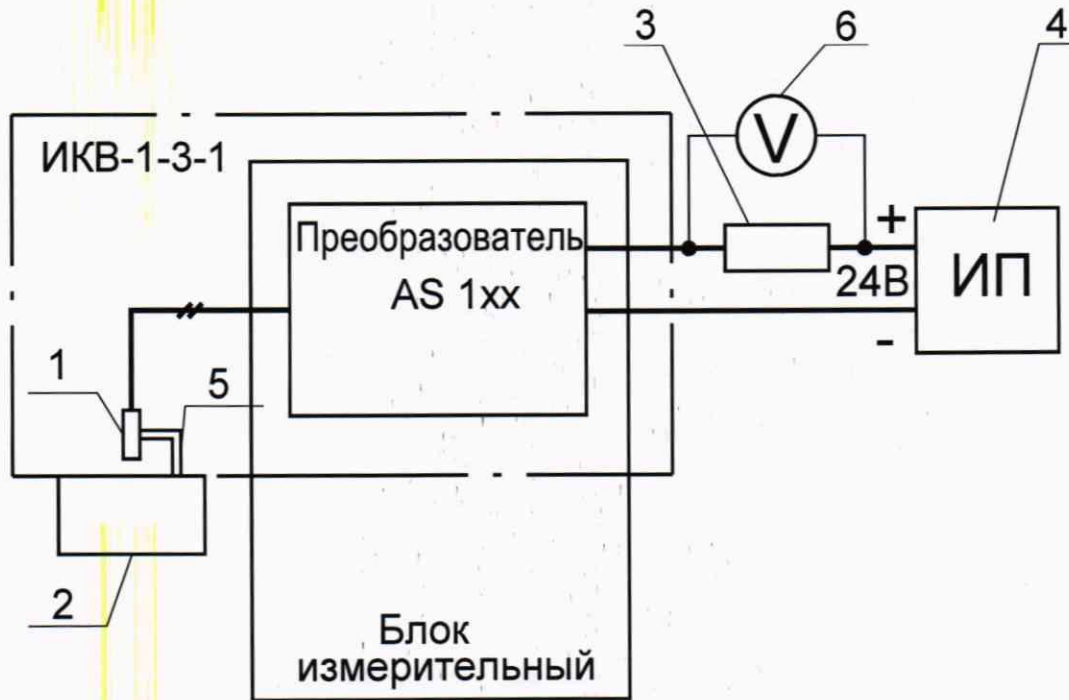 3
6
4
ИКВ-1-3-1
V
Преобразователь
AS 1xx
+
24В
-
ИП
1
5
2
Блок
измерительный